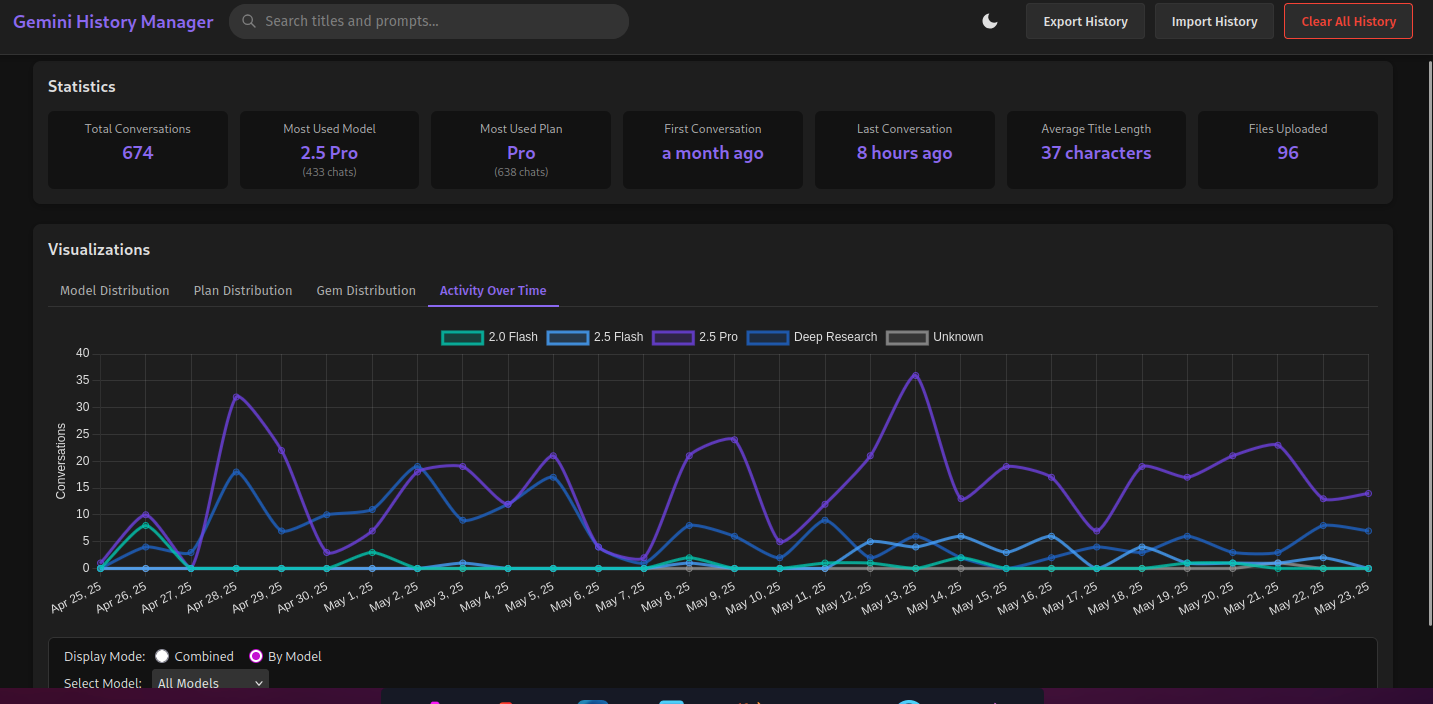 Gemini History Manager
Search titles and prompts...
Export History
Import History
Clear All History
Statistics
Total Conversations
674
Most Used Model
2.5 Pro
(433 chats)
Most Used Plan
Pro
(638 chats)
First Conversation
a month ago
Last Conversation
8 hours ago
Average Title Length
37 characters
Files Uploaded
96
Visualizations
Model Distribution
Plan Distribution
Gem Distribution
Activity Over Time
2.0 Flash
2.5 Flash
2.5 Pro
Deep Research
Unknown
Conversations
40
35
30
25
20
15
10
5
0
Apr 25, 25
Apr 26, 25
Apr 27, 25
Apr 28, 25
Apr 29, 25
Apr 30, 25
May 1, 25
May 2, 25
May 3, 25
May 4, 25
May 5, 25
May 6, 25
May 7, 25
May 8, 25
May 9, 25
May 10, 25
May 11, 25
May 12, 25
May 13, 25
May 14, 25
May 15, 25
May 16, 25
May 17, 25
May 18, 25
May 19, 25
May 20, 25
May 21, 25
May 22, 25
May 23, 25
Display Mode:
Combined
By Model
Select Model:
All Models